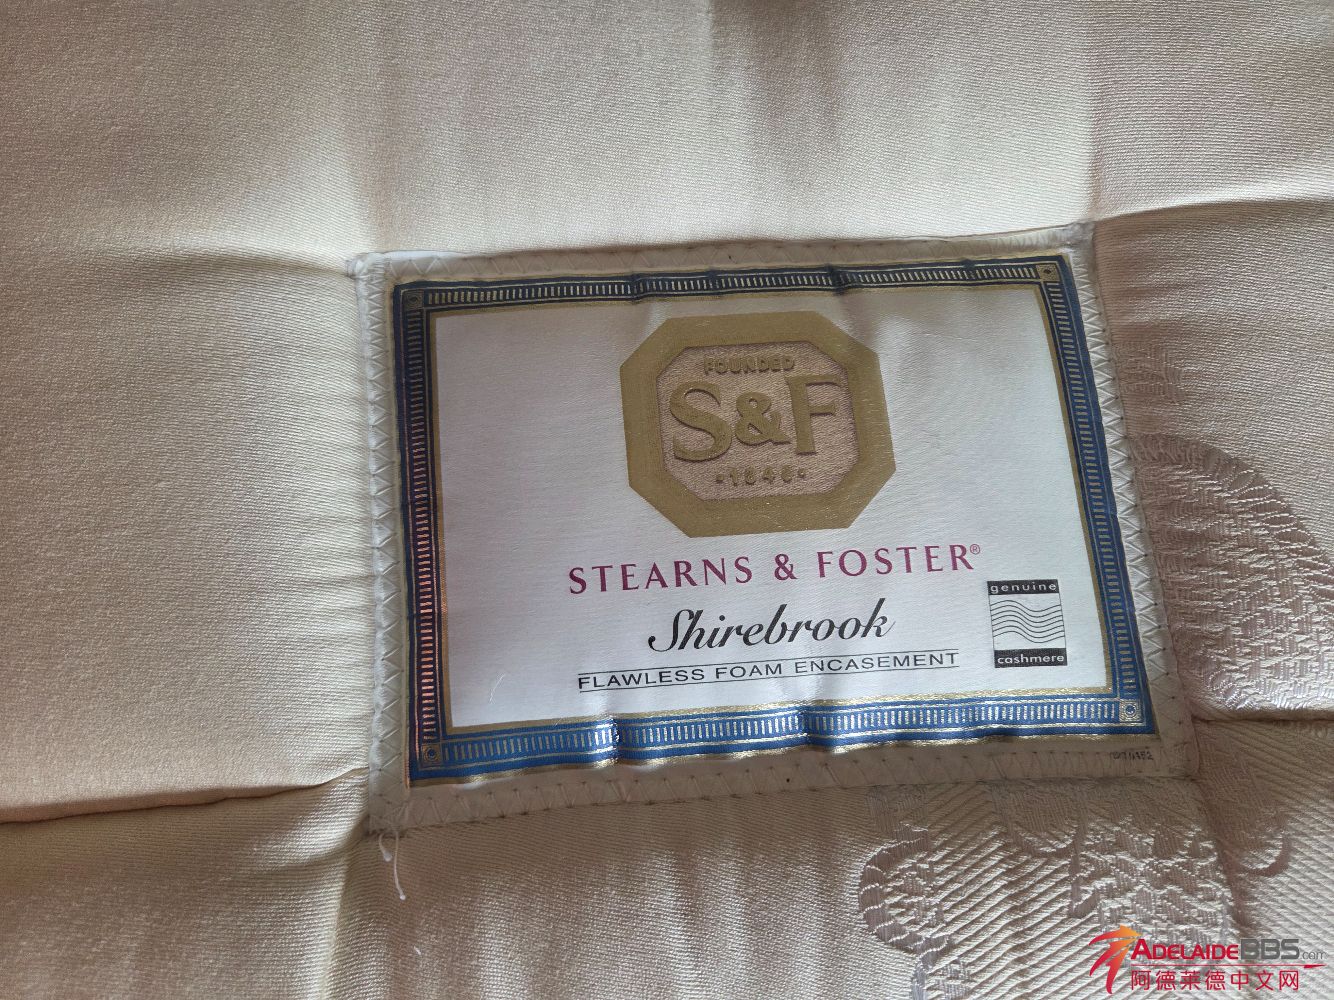 FOUNDED
S&F
·1846·
STEARNS & FOSTER®
Shirebrook
FLAWLESS FOAM ENCASEMENT
genuine
cashmere
ADELAIDEBBS.com
阿德莱德中文网